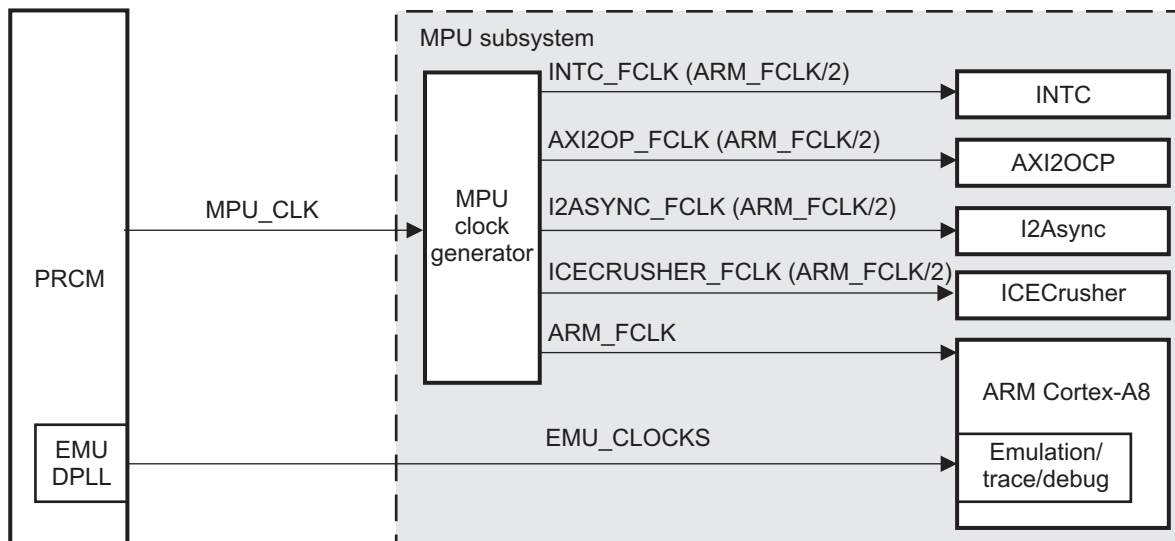 MPU subsystem
INTC_FCLK (ARM_FCLK/2)
INTC
AXI2OP_FCLK (ARM_FCLK/2)
AXI2OCP
MPU_CLK
MPU
clock
generator
I2ASYNC_FCLK (ARM_FCLK/2)
I2Async
PRCM
ICECRUSHER_FCLK (ARM_FCLK/2)
ICECrusher
ARM_FCLK
ARM Cortex-A8
EMU
DPLL
EMU_CLOCKS
Emulation/
trace/debug